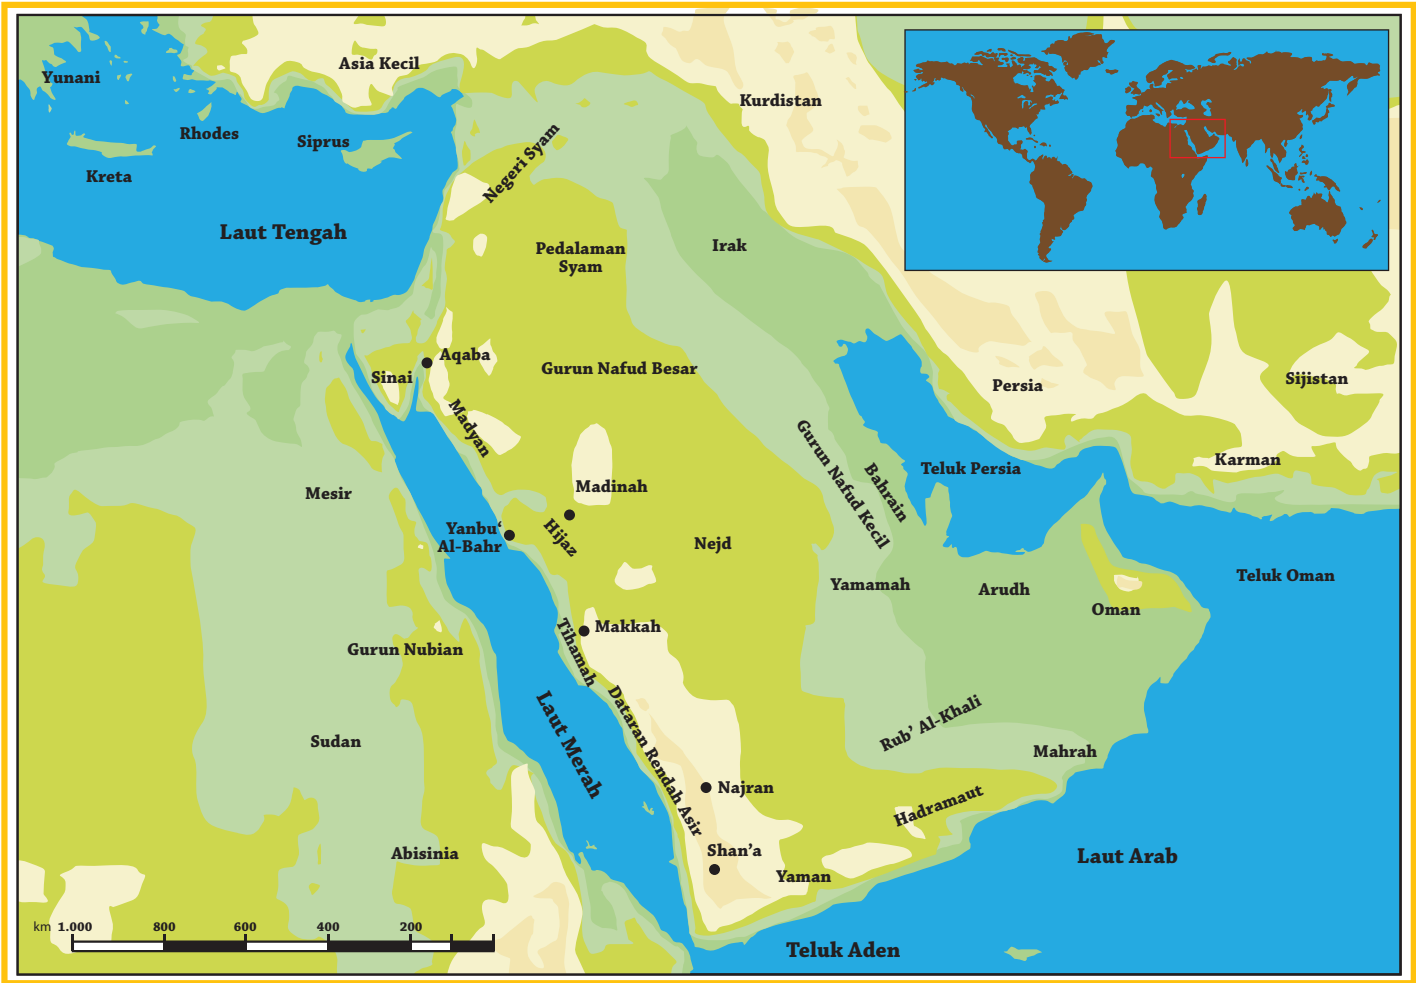 Asia Kecil
Yunani
Kurdistan
Rhodes
Siprus
Kreta
Negeri Syam
Laut Tengah
Pedalaman
Syam
Irak
Aqaba
Sinai
Gurun Nafud Besar
Persia
Sijistan
Madyan
Gurun Nafud Kecil
Bahrain
Teluk Persia
Karman
Mesir
Madinah
Yanbu‘
Al-Bahr
Hijaz
Nejd
Yamamah
Arudh
Teluk Oman
Oman
Tihamah
Makkah
Gurun Nubian
Laut Merah
Dataran Rendah Asir
Rub’ Al-Khali
Sudan
Mahrah
Najran
Hadramaut
Abisinia
Shan’a
Yaman
Laut Arab
km 1.000 800 600 400 200
Teluk Aden